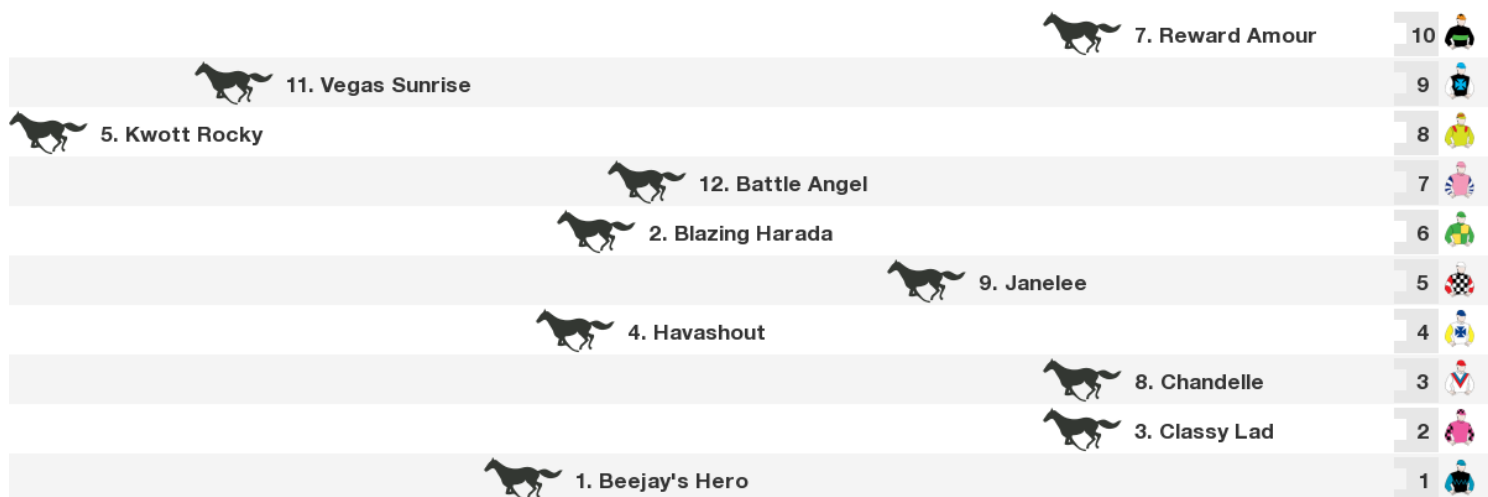 7. Reward Amour 10
11. Vegas Sunrise 9
5. Kwott Rocky 8
12. Battle Angel 7
2. Blazing Harada 6
9. Janelee 5
4. Havashout 4
8. Chandelle 3
3. Classy Lad 2
1. Beejay's Hero 1